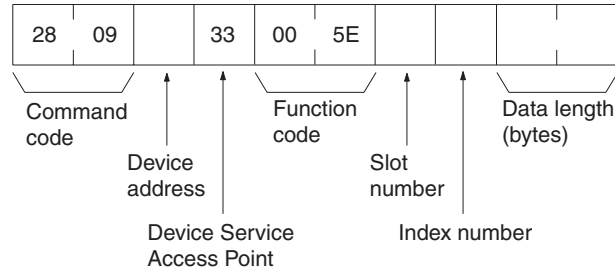 28 09 33 00 5E
Command code
Function code
Data length (bytes)
Device address
Slot number
Device Service Access Point
Index number